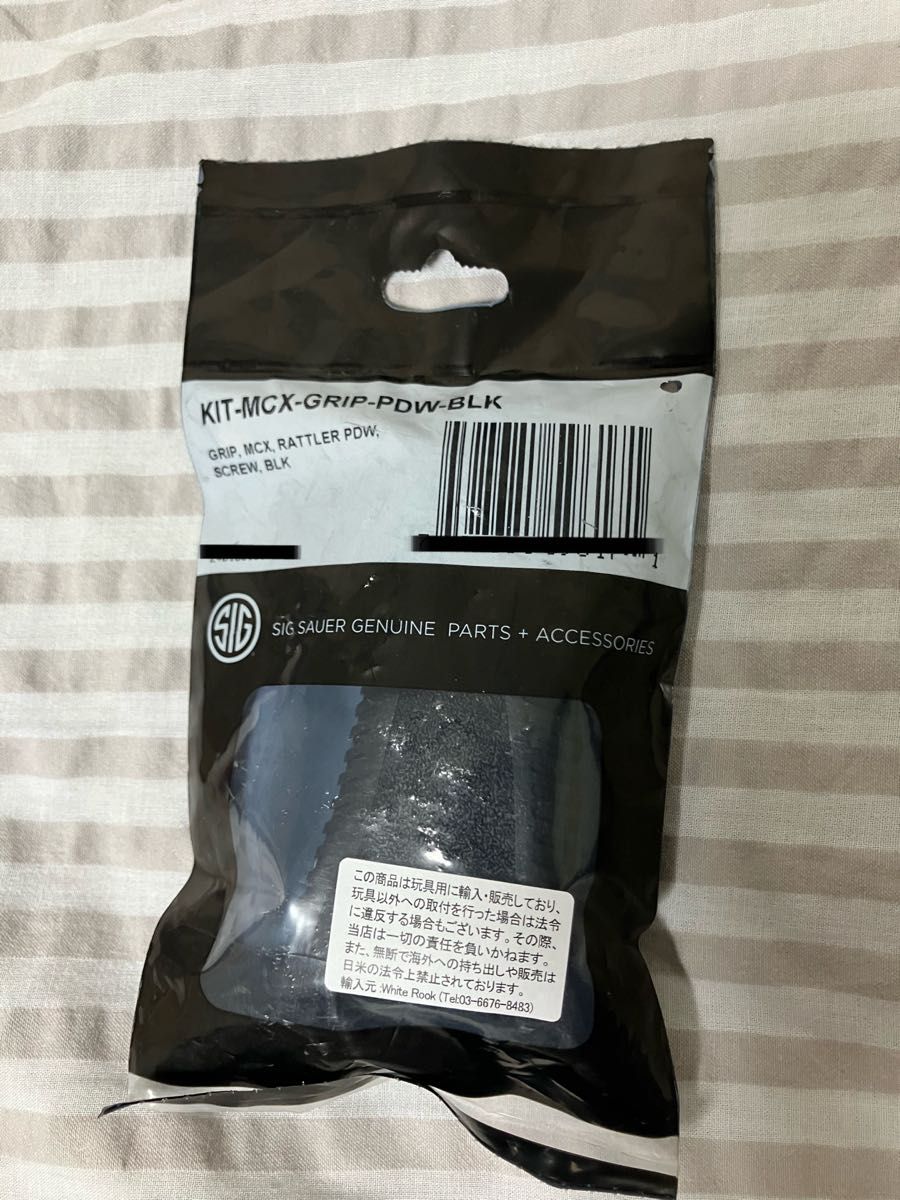 KIT-MCX-GRIP-PDW-BLK
GRIP, MCX, RATTLER PDW,
SCREW, BLK
SIG
SIG SAUER GENUINE PARTS + ACCESSORIES
この商品は玩具用に輸入・販売しており、
玩具以外への取付を行った場合は法令
に違反する場合もございます。その際、
当店は一切の責任を負いかねます。
また、無断で海外への持ち出しや販売は
日米の法令上禁止されております。
輸入元:White Rook (Tel:03-6676-8483)